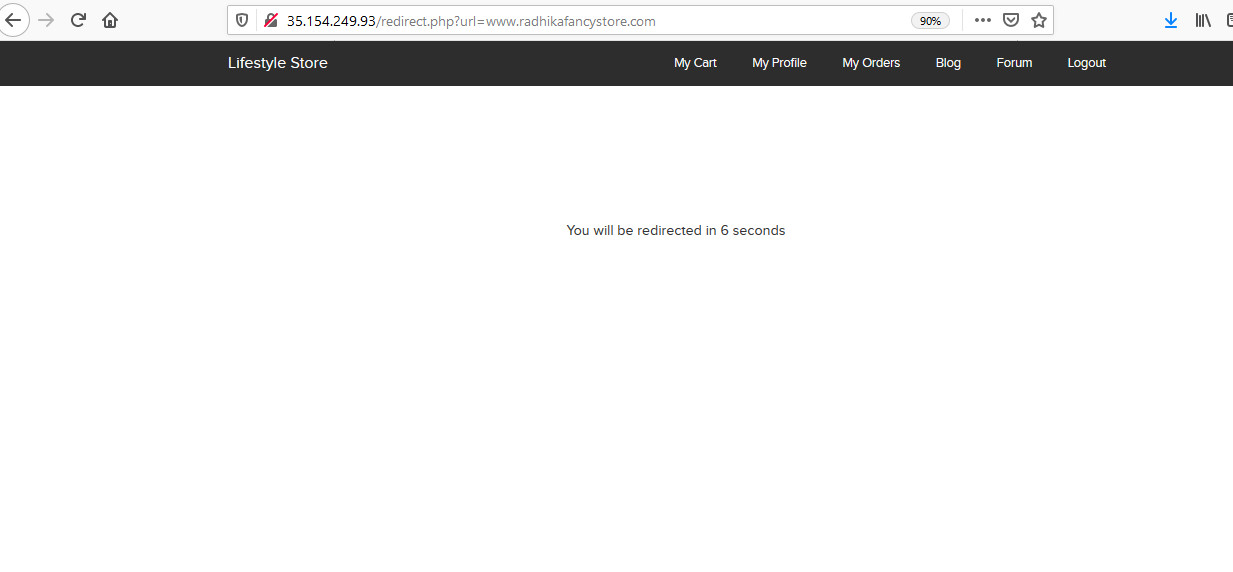 35.154.249.93/redirect.php?url=www.radhikafancystore.com 90%
Lifestyle Store My Cart My Profile My Orders Blog Forum Logout
You will be redirected in 6 seconds